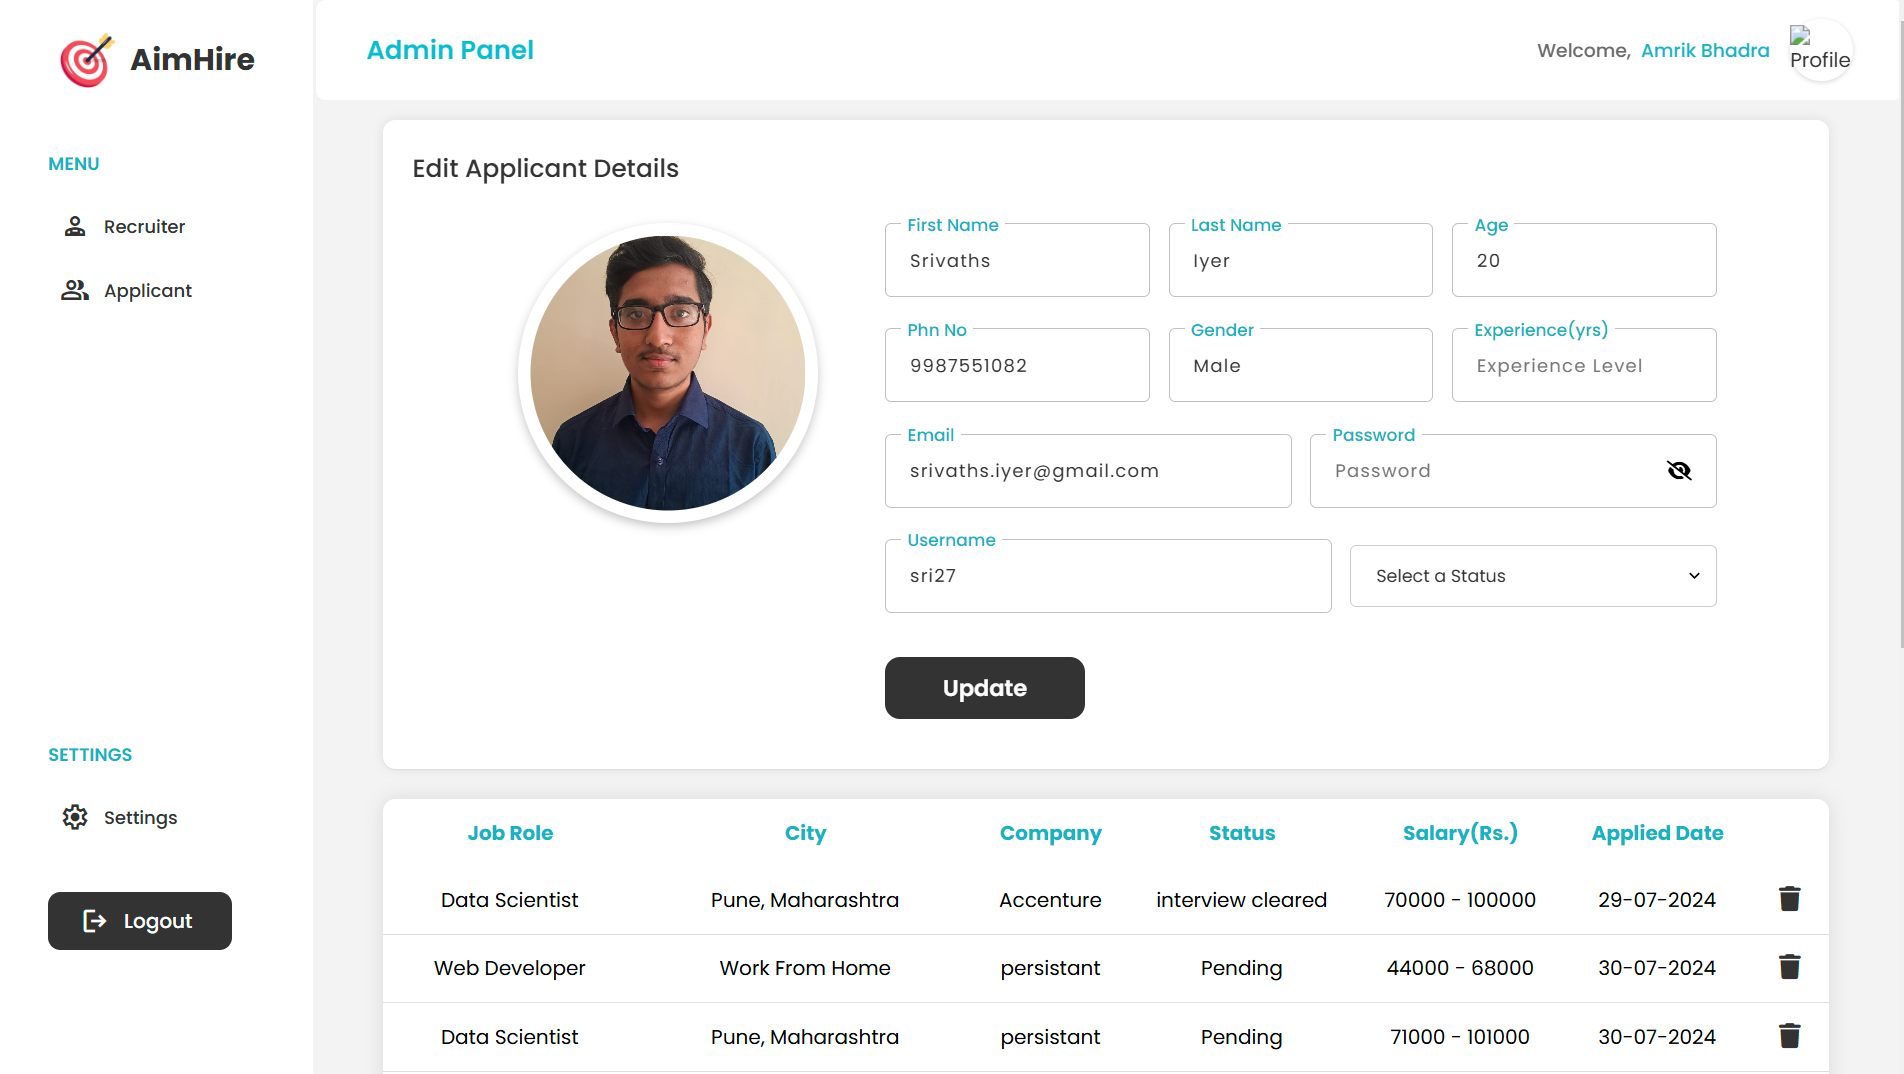 AimHire
Admin Panel
Welcome, Amrik Bhadra
Profile
MENU
Recruiter
Applicant
SETTINGS
Settings
Logout
Edit Applicant Details
First Name
Srivaths
Last Name
Iyer
Age
20
Phn No
9987551082
Gender
Male
Experience(yrs)
Experience Level
Email
srivaths.iyer@gmail.com
Password
Password
Username
sri27
Select a Status
Update
Job Role City Company Status Salary(Rs.) Applied Date
Data Scientist Pune, Maharashtra Accenture interview cleared 70000 - 100000 29-07-2024
Web Developer Work From Home persistant Pending 44000 - 68000 30-07-2024
Data Scientist Pune, Maharashtra persistant Pending 71000 - 101000 30-07-2024